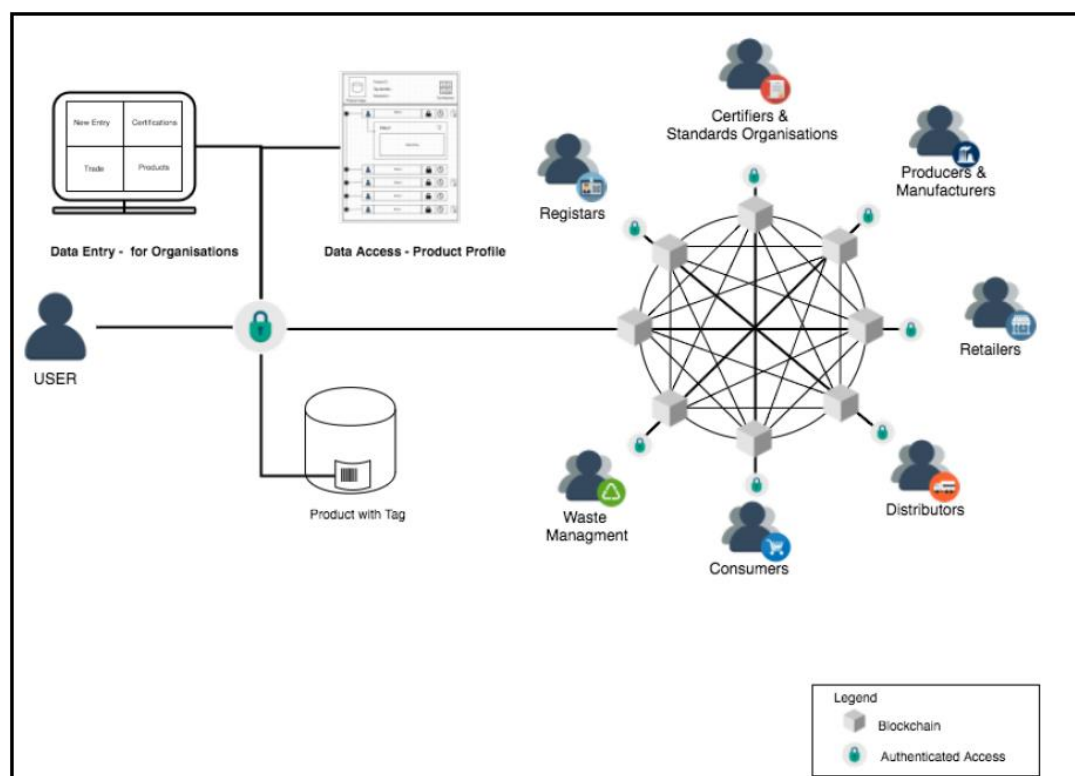 New Entry
Certifications
Trade
Products
Data Entry -  for Organisations
Data Access - Product Profile
USER
Product with Tag
Certifiers &
Standards Organisations
Producers &
Manufacturers
Registars
Retailers
Distributors
Waste
Managment
Consumers
Legend
Blockchain
Authenticated Access